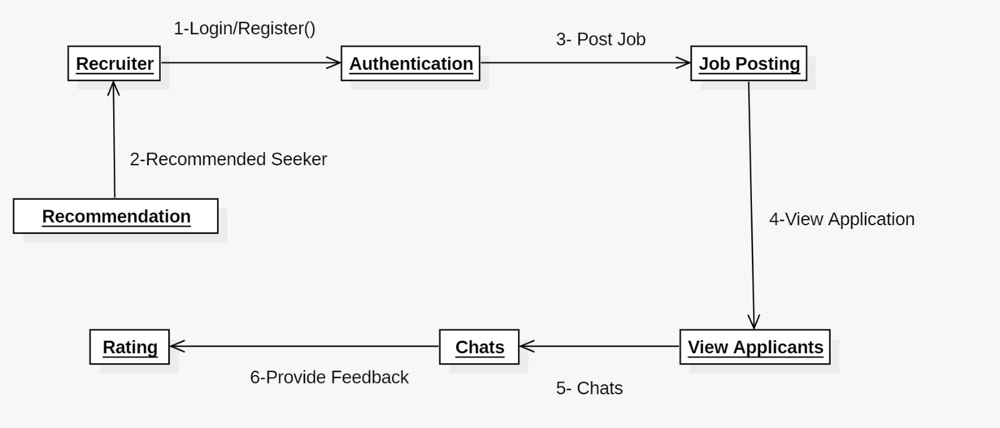 1-Login/Register()
3- Post Job
Recruiter
Authentication
Job Posting
2-Recommended Seeker
Recommendation
4-View Application
Rating
Chats
View Applicants
6-Provide Feedback
5- Chats